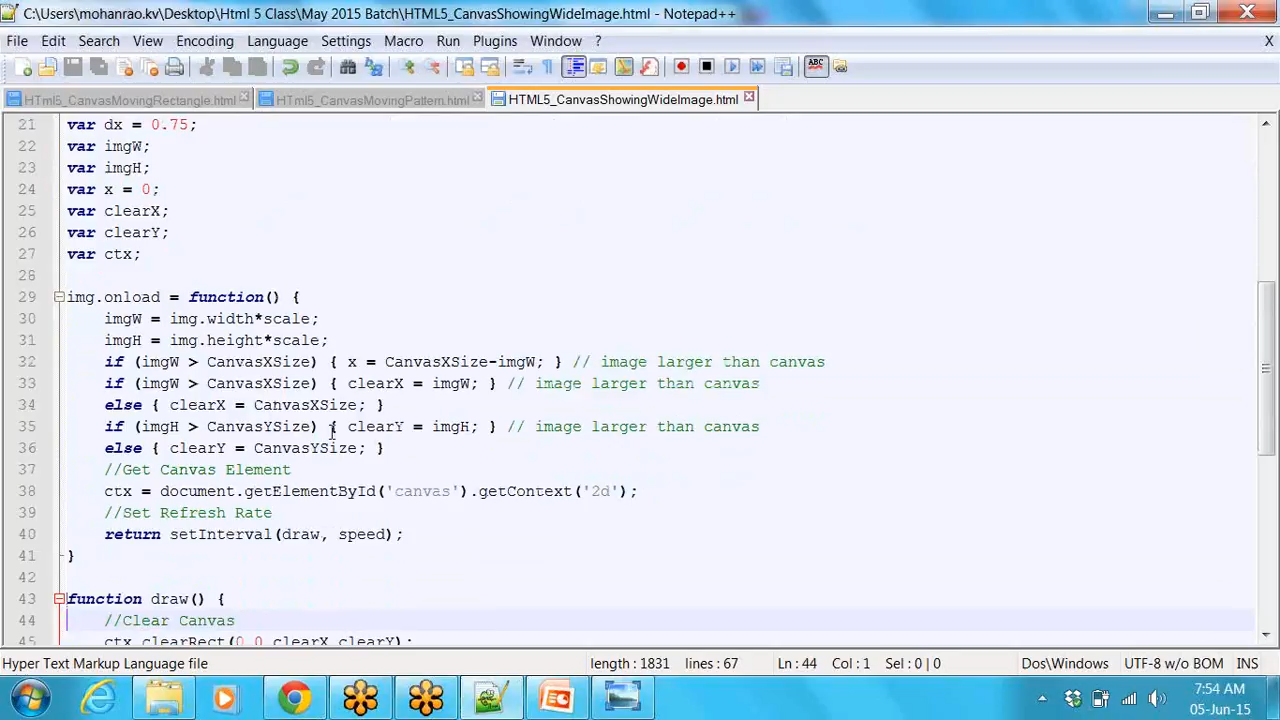 C:\Users\mohanrao.kv\Desktop\Html 5 Class\May 2015 Batch\HTML5_CanvasShowingWideImage.html - Notepad++
File Edit Search View Encoding Language Settings Macro Run Plugins Window ? X
HTml5_CanvasMovingRectangle.html HTml5_CanvasMovingPattern.html HTML5_CanvasShowingWideImage.html
21 var dx = 0.75;
22 var imgW;
23 var imgH;
24 var x = 0;
25 var clearX;
26 var clearY;
27 var ctx;
28
29 img.onload = function() {
30 imgW = img.width*scale;
31 imgH = img.height*scale;
32 if (imgW > CanvasXSize) { x = CanvasXSize-imgW; } // image larger than canvas
33 if (imgW > CanvasXSize) { clearX = imgW; } // image larger than canvas
34 else { clearX = CanvasXSize; }
35 if (imgH > CanvasYSize) { clearY = imgH; } // image larger than canvas
36 else { clearY = CanvasYSize; }
37 //Get Canvas Element
38 ctx = document.getElementById('canvas').getContext('2d');
39 //Set Refresh Rate
40 return setInterval(draw, speed);
41 }
42
43 function draw() {
44 //Clear Canvas
45 ctx.clearRect(0,0,clearX,clearY);
Hyper Text Markup Language file length : 1831 lines : 67 Ln : 44 Col : 1 Sel : 0 | 0 Dos\Windows UTF-8 w/o BOM INS
7:54 AM
05-Jun-15